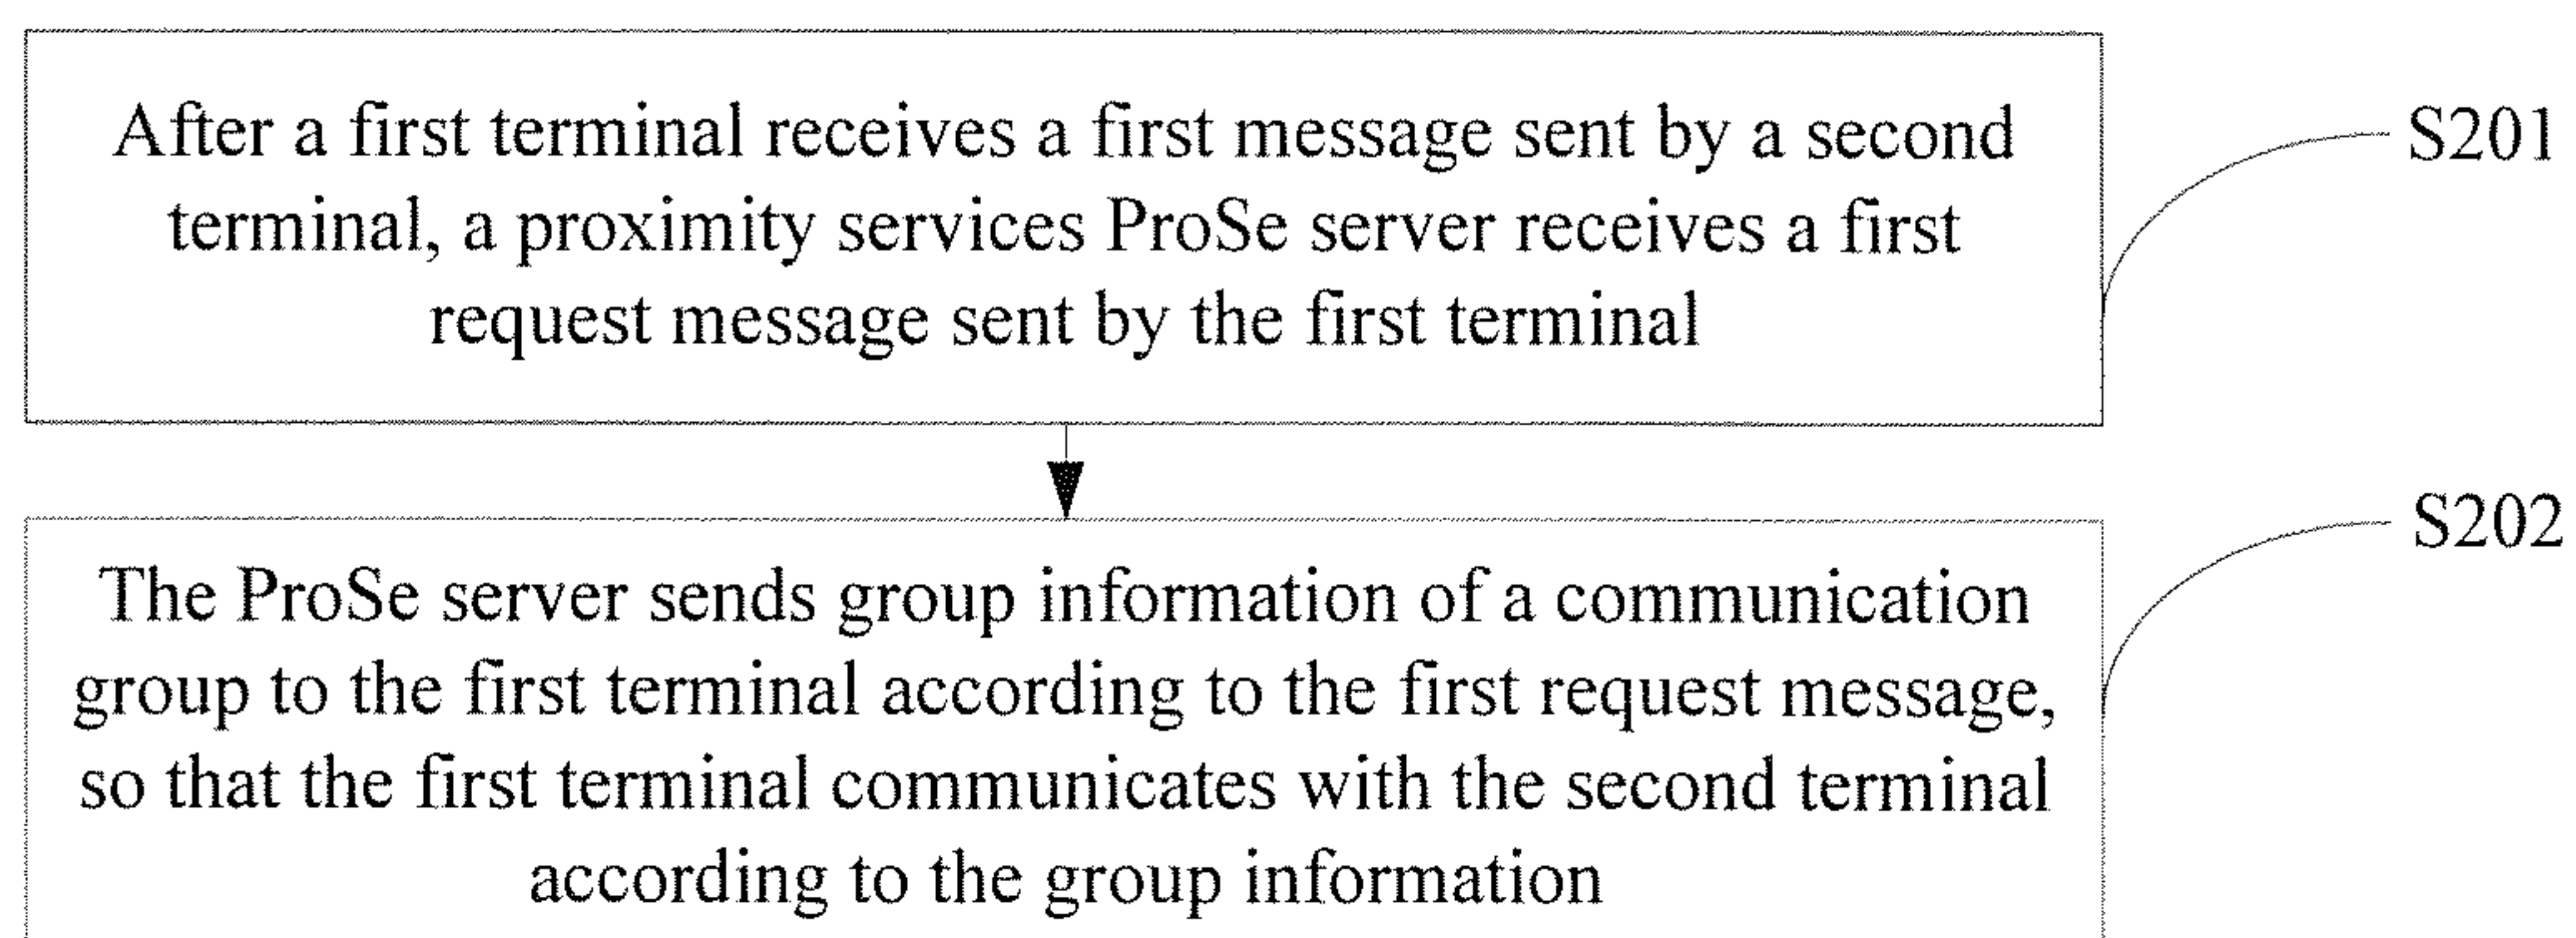 After a first terminal receives a first message sent by a second
terminal, a proximity services ProSe server receives a first
request message sent by the first terminal
S201
The ProSe server sends group information of a communication
group to the first terminal according to the first request message,
so that the first terminal communicates with the second terminal
according to the group information
S202